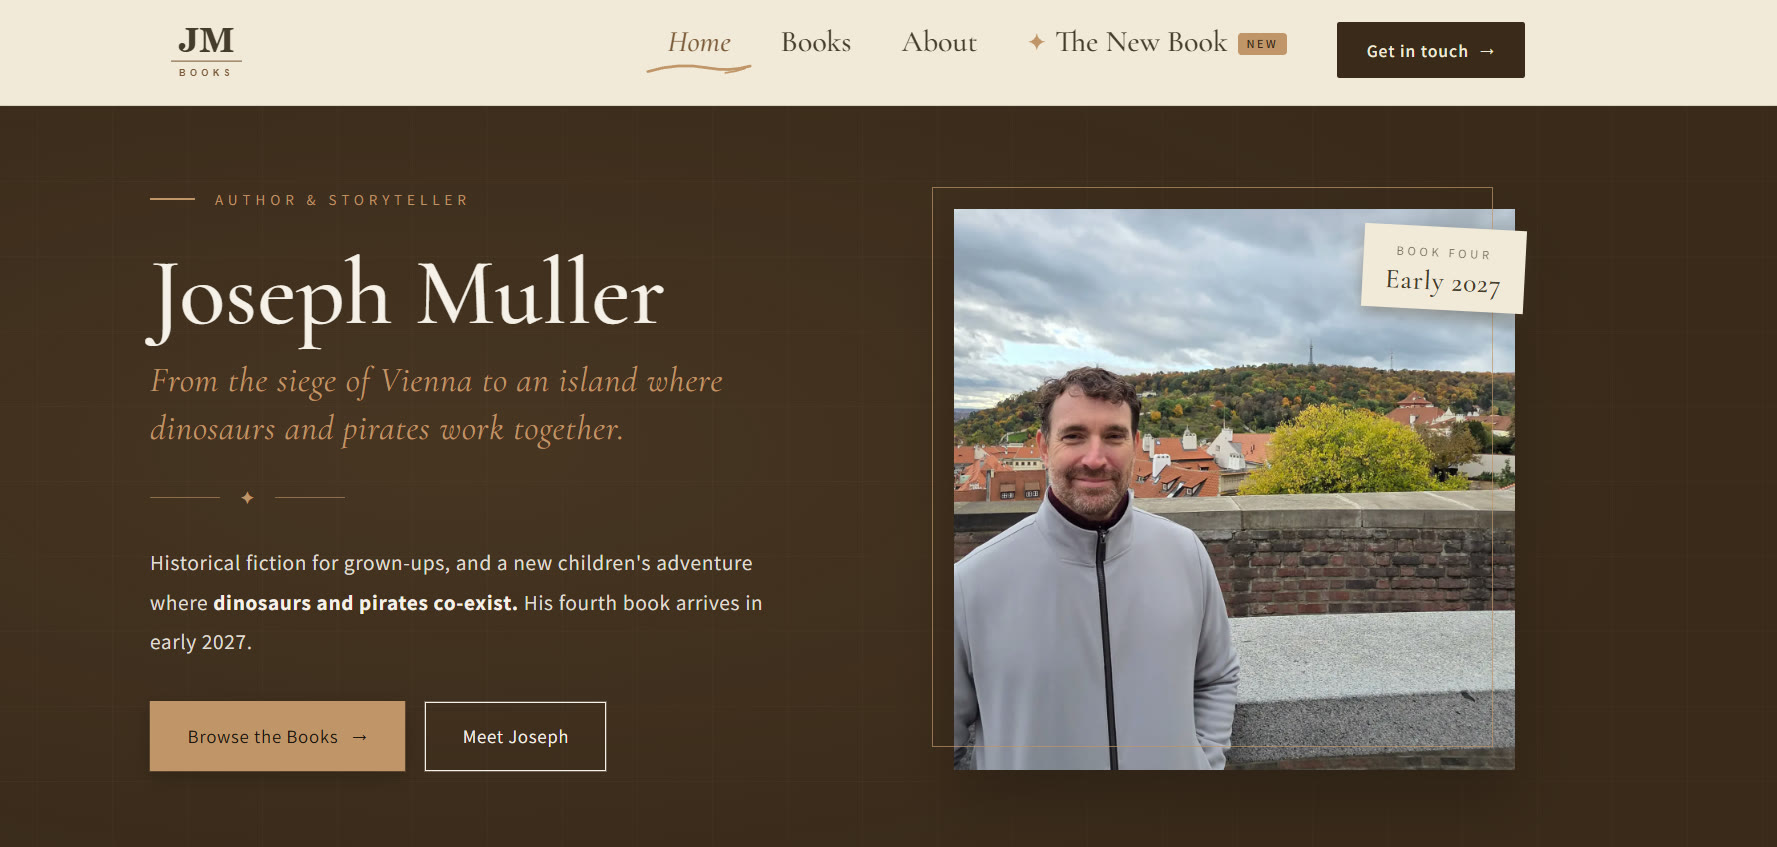 JM
BOOKS
Home
Books
About
✦ The New Book NEW
Get in touch →
AUTHOR & STORYTELLER
Joseph Muller
From the siege of Vienna to an island where
dinosaurs and pirates work together.
Historical fiction for grown-ups, and a new children's adventure
where dinosaurs and pirates co-exist. His fourth book arrives in
early 2027.
Browse the Books →
Meet Joseph
BOOK FOUR
Early 2027